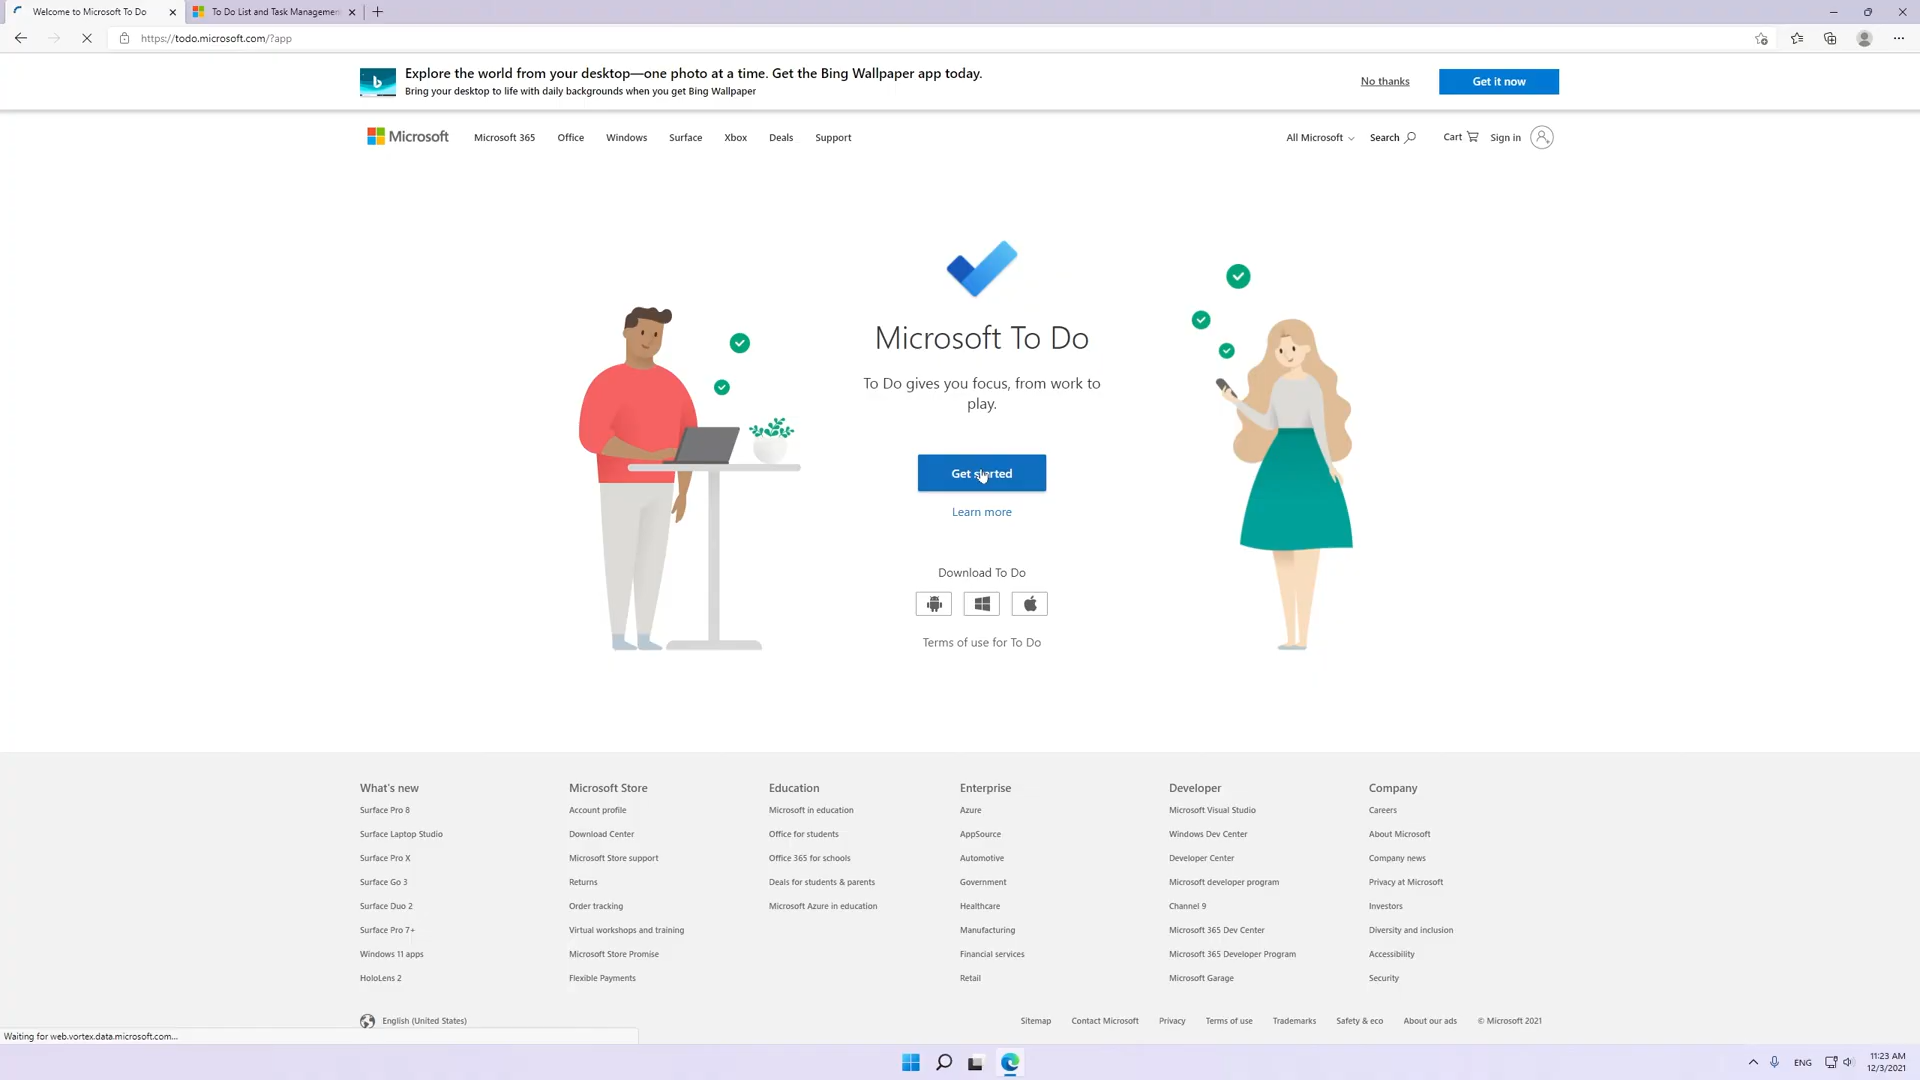 Welcome to Microsoft To Do
To Do List and Task Managemen
https://todo.microsoft.com/?app
Explore the world from your desktop—one photo at a time. Get the Bing Wallpaper app today.
Bring your desktop to life with daily backgrounds when you get Bing Wallpaper
No thanks
Get it now
Microsoft
Microsoft 365
Office
Windows
Surface
Xbox
Deals
Support
All Microsoft
Search
Cart
Sign in
Microsoft To Do
To Do gives you focus, from work to
play.
Get started
Learn more
Download To Do
Terms of use for To Do
What's new
Surface Pro 8
Surface Laptop Studio
Surface Pro X
Surface Go 3
Surface Duo 2
Surface Pro 7+
Windows 11 apps
HoloLens 2
Microsoft Store
Account profile
Download Center
Microsoft Store support
Returns
Order tracking
Virtual workshops and training
Microsoft Store Promise
Flexible Payments
Education
Microsoft in education
Office for students
Office 365 for schools
Deals for students & parents
Microsoft Azure in education
Enterprise
Azure
AppSource
Automotive
Government
Healthcare
Manufacturing
Financial services
Retail
Developer
Microsoft Visual Studio
Windows Dev Center
Developer Center
Microsoft developer program
Channel 9
Microsoft 365 Dev Center
Microsoft 365 Developer Program
Microsoft Garage
Company
Careers
About Microsoft
Company news
Privacy at Microsoft
Investors
Diversity and inclusion
Accessibility
Security
English (United States)
Sitemap
Contact Microsoft
Privacy
Terms of use
Trademarks
Safety & eco
About our ads
© Microsoft 2021
Waiting for web.vortex.data.microsoft.com...
ENG
11:23 AM
12/3/2021